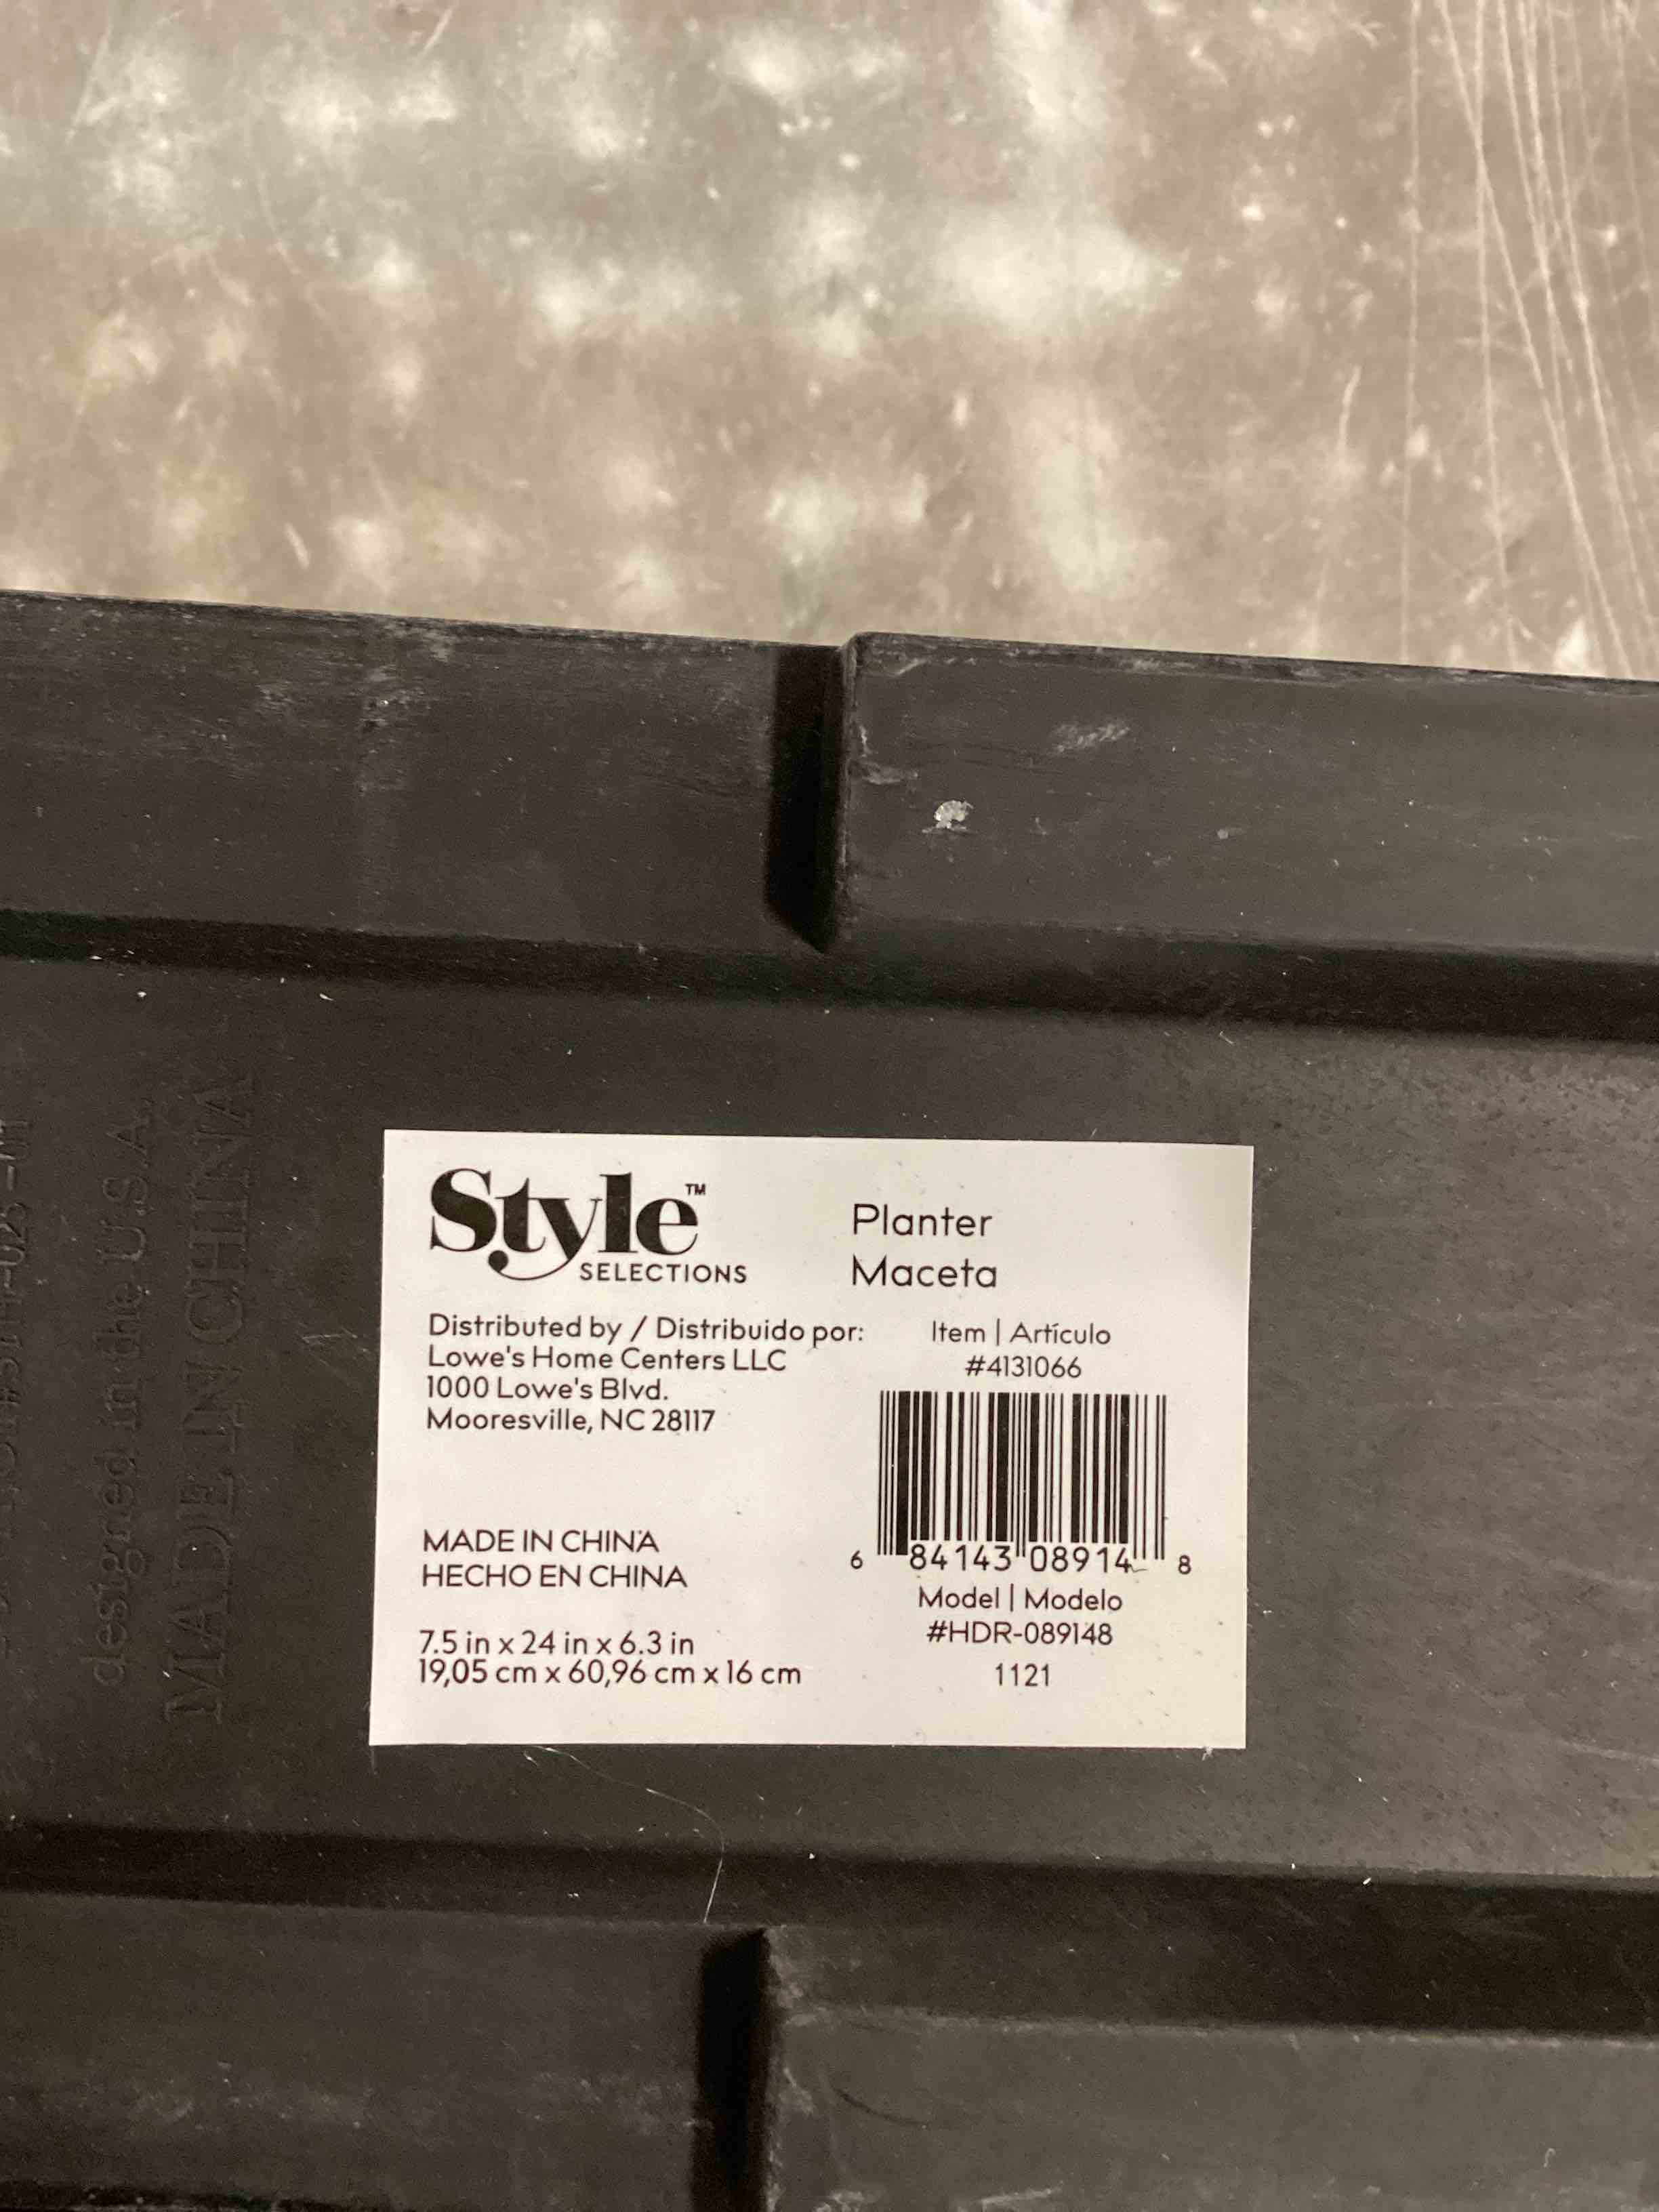 Style™
SELECTIONS
Planter
Maceta
Distributed by / Distribuido por:
Lowe's Home Centers LLC
1000 Lowe's Blvd.
Mooresville, NC 28117
Item | Artículo
#4131066
6 84143 08914 8
Model | Modelo
#HDR-089148
1121
MADE IN CHINA
HECHO EN CHINA
7.5 in x 24 in x 6.3 in
19,05 cm x 60,96 cm x 16 cm
designed in the U.S.A.
MADE IN CHINA